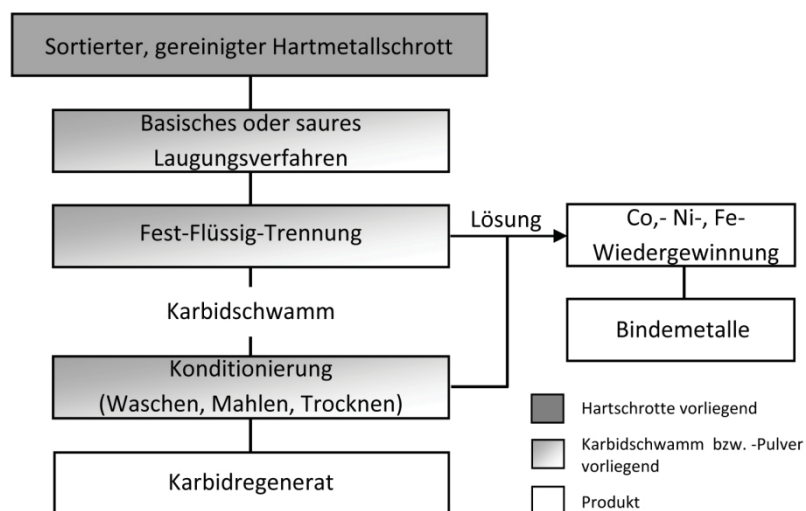 Sortierter, gereinigter Hartmetallschrott
Basisches oder saures
Laugungsverfahren
Fest-Flüssig-Trennung
Lösung
Co,- Ni-, Fe-
Wiedergewinnung
Karbidschwamm
Bindemetalle
Konditionierung
(Waschen, Mahlen, Trocknen)
Karbidregenerat
Hartschrotte vorliegend
Karbidschwamm bzw. -Pulver
vorliegend
Produkt